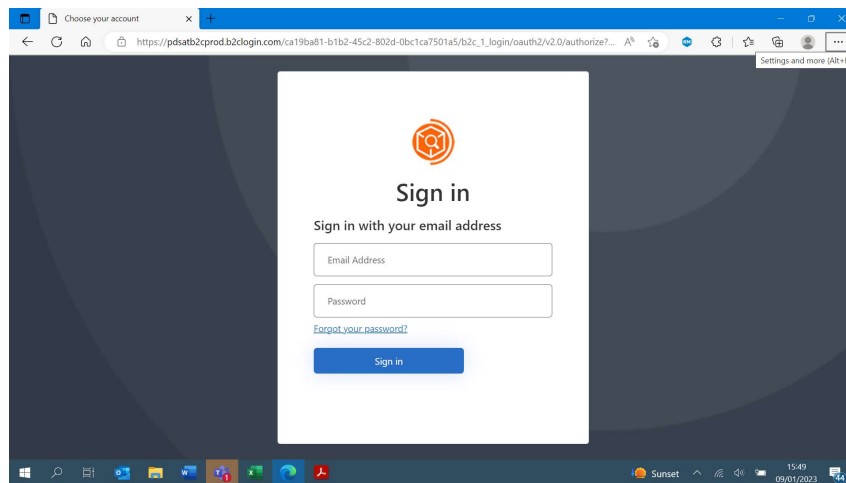 Choose your account
https://pdsatb2cprod.b2clogin.com/ca19ba81-b1b2-45c2-802d-0bc1ca7501a5/b2c_1_login/oauth2/v2.0/authorize?...
Settings and more (Alt+
Sign in
Sign in with your email address
Email Address
Password
Forgot your password?
Sign in
Sunset
15:49
09/01/2023
44